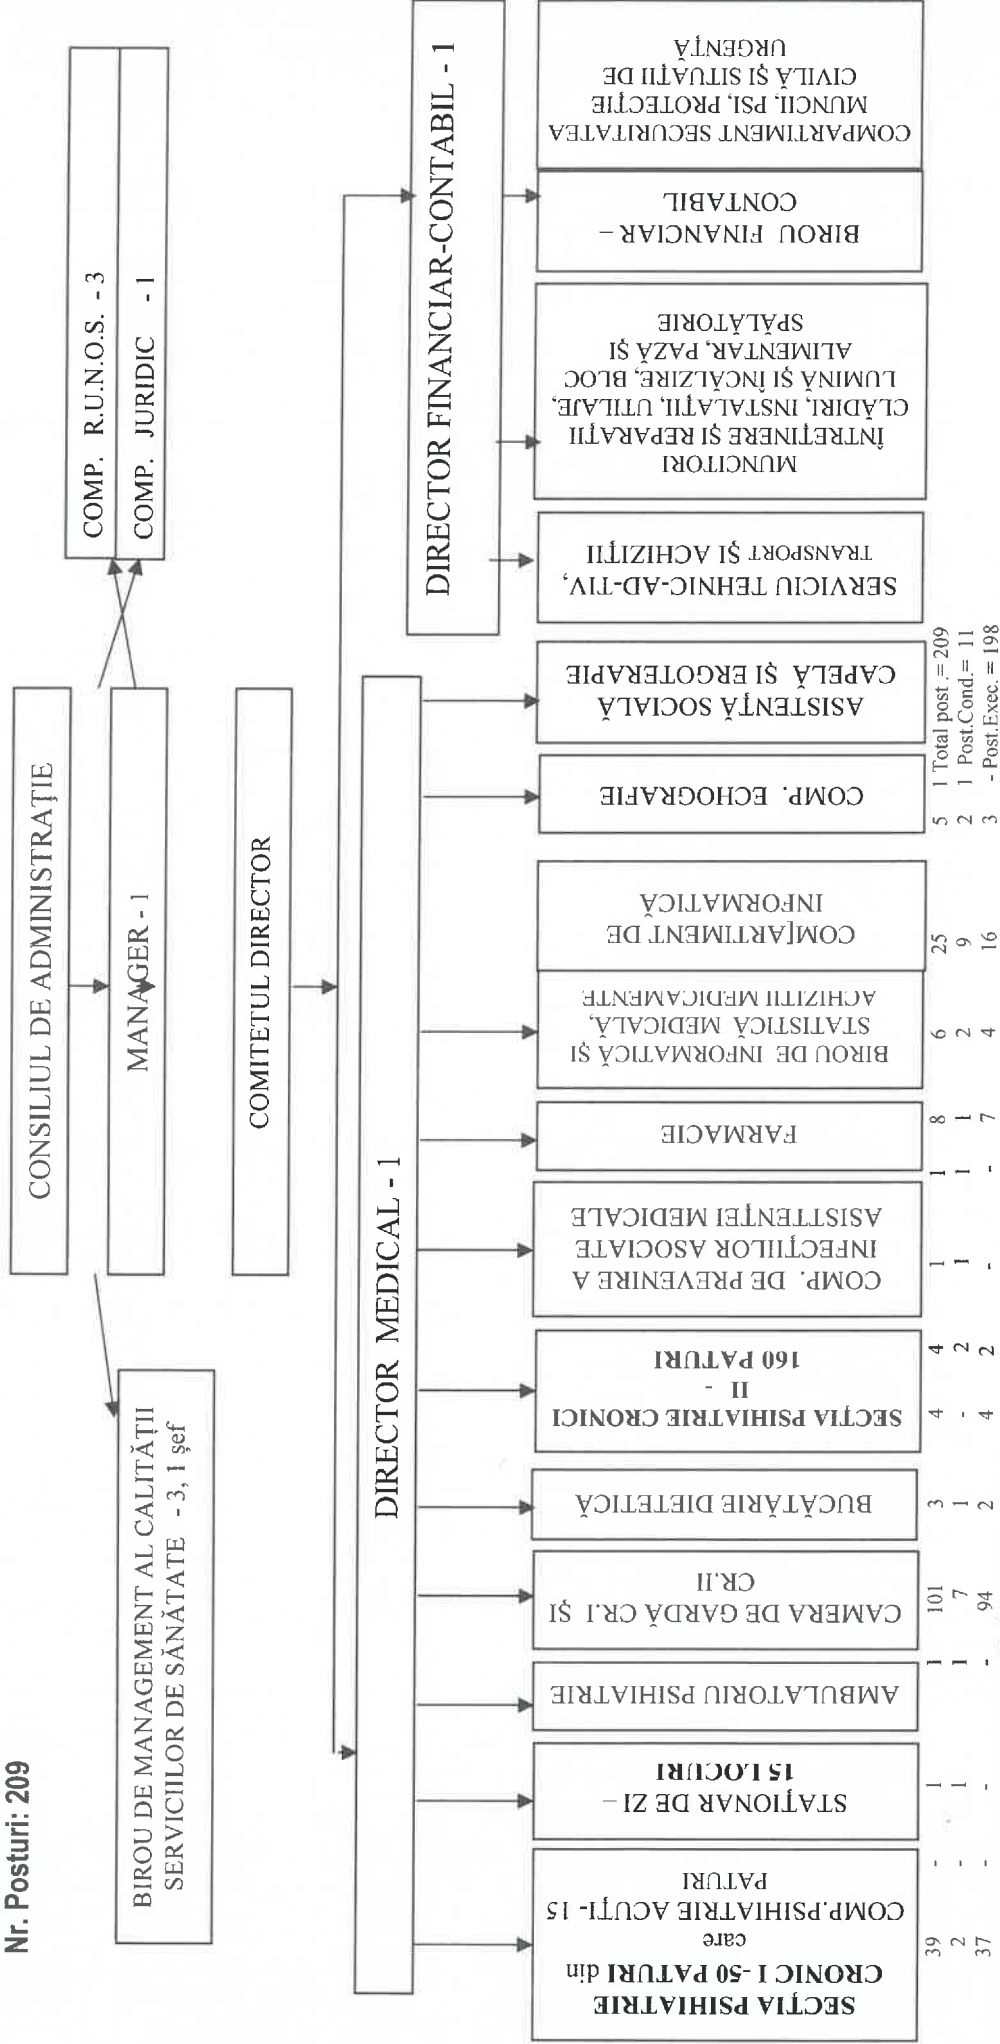 Nr. Posturi: 209
CONSILIUL DE ADMINISTRAȚIE
MANAGER - 1
BIROU DE MANAGEMENT AL CALITĂȚII
SERVICIILOR DE SĂNĂTATE - 3, 1 șef
COMP. R.U.N.O.S. - 3
COMP. JURIDIC - 1
COMITETUL DIRECTOR
DIRECTOR MEDICAL - 1
DIRECTOR FINANCIAR-CONTABIL - 1
SECȚIA PSIHIATRIE
CRONIC I -50 PATURI din
care
COMP.PSIHIATRIE ACUȚI- 15
PATURI
STAȚIONAR DE ZI –
15 LOCURI
AMBULATORIU PSIHIATRIE
CAMERA DE GARDĂ CR.I ȘI
CR.II
BUCĂTĂRIE DIETETICĂ
SECȚIA PSIHIATRIE CRONICI
II -
160 PATURI
COMP. DE PREVENIRE A
INFECȚIILOR ASOCIATE
ASISTTENȚEI MEDICALE
FARMACIE
BIROU DE INFORMATICĂ ȘI
STATISTICĂ MEDICALĂ,
ACHIZITII MEDICAMENTE
COM[ARTIMENT DE
INFORMATICĂ
COMP. ECHOGRAFIE
ASISTENȚĂ SOCIALĂ
CAPELĂ ȘI ERGOTERAPIE
SERVICIU TEHNIC-AD-TIV,
TRANSPORT ȘI ACHIZIȚII
MUNCITORI
ÎNTREȚINERE ȘI REPARAȚII
CLĂDIRI, INSTALAȚII, UTILAJE,
LUMINĂ ȘI ÎNCĂLZIRE, BLOC
ALIMENTAR, PAZĂ ȘI
SPĂLĂTORIE
BIROU FINANCIAR –
CONTABIL
COMPARTIMENT SECURITATEA
MUNCII, PSI, PROTECȚIE
CIVILĂ ȘI SITUAȚII DE
URGENȚĂ
39 - 1 1 101 3 4 4 1 1 8 6 25 5 1 Total post . = 209
2 - 1 1 7 1 - 2 1 1 1 2 9 2 1 Post.Cond.= 11
37 - - - 94 2 4 2 - - 7 4 16 3 - Post.Exec. = 198